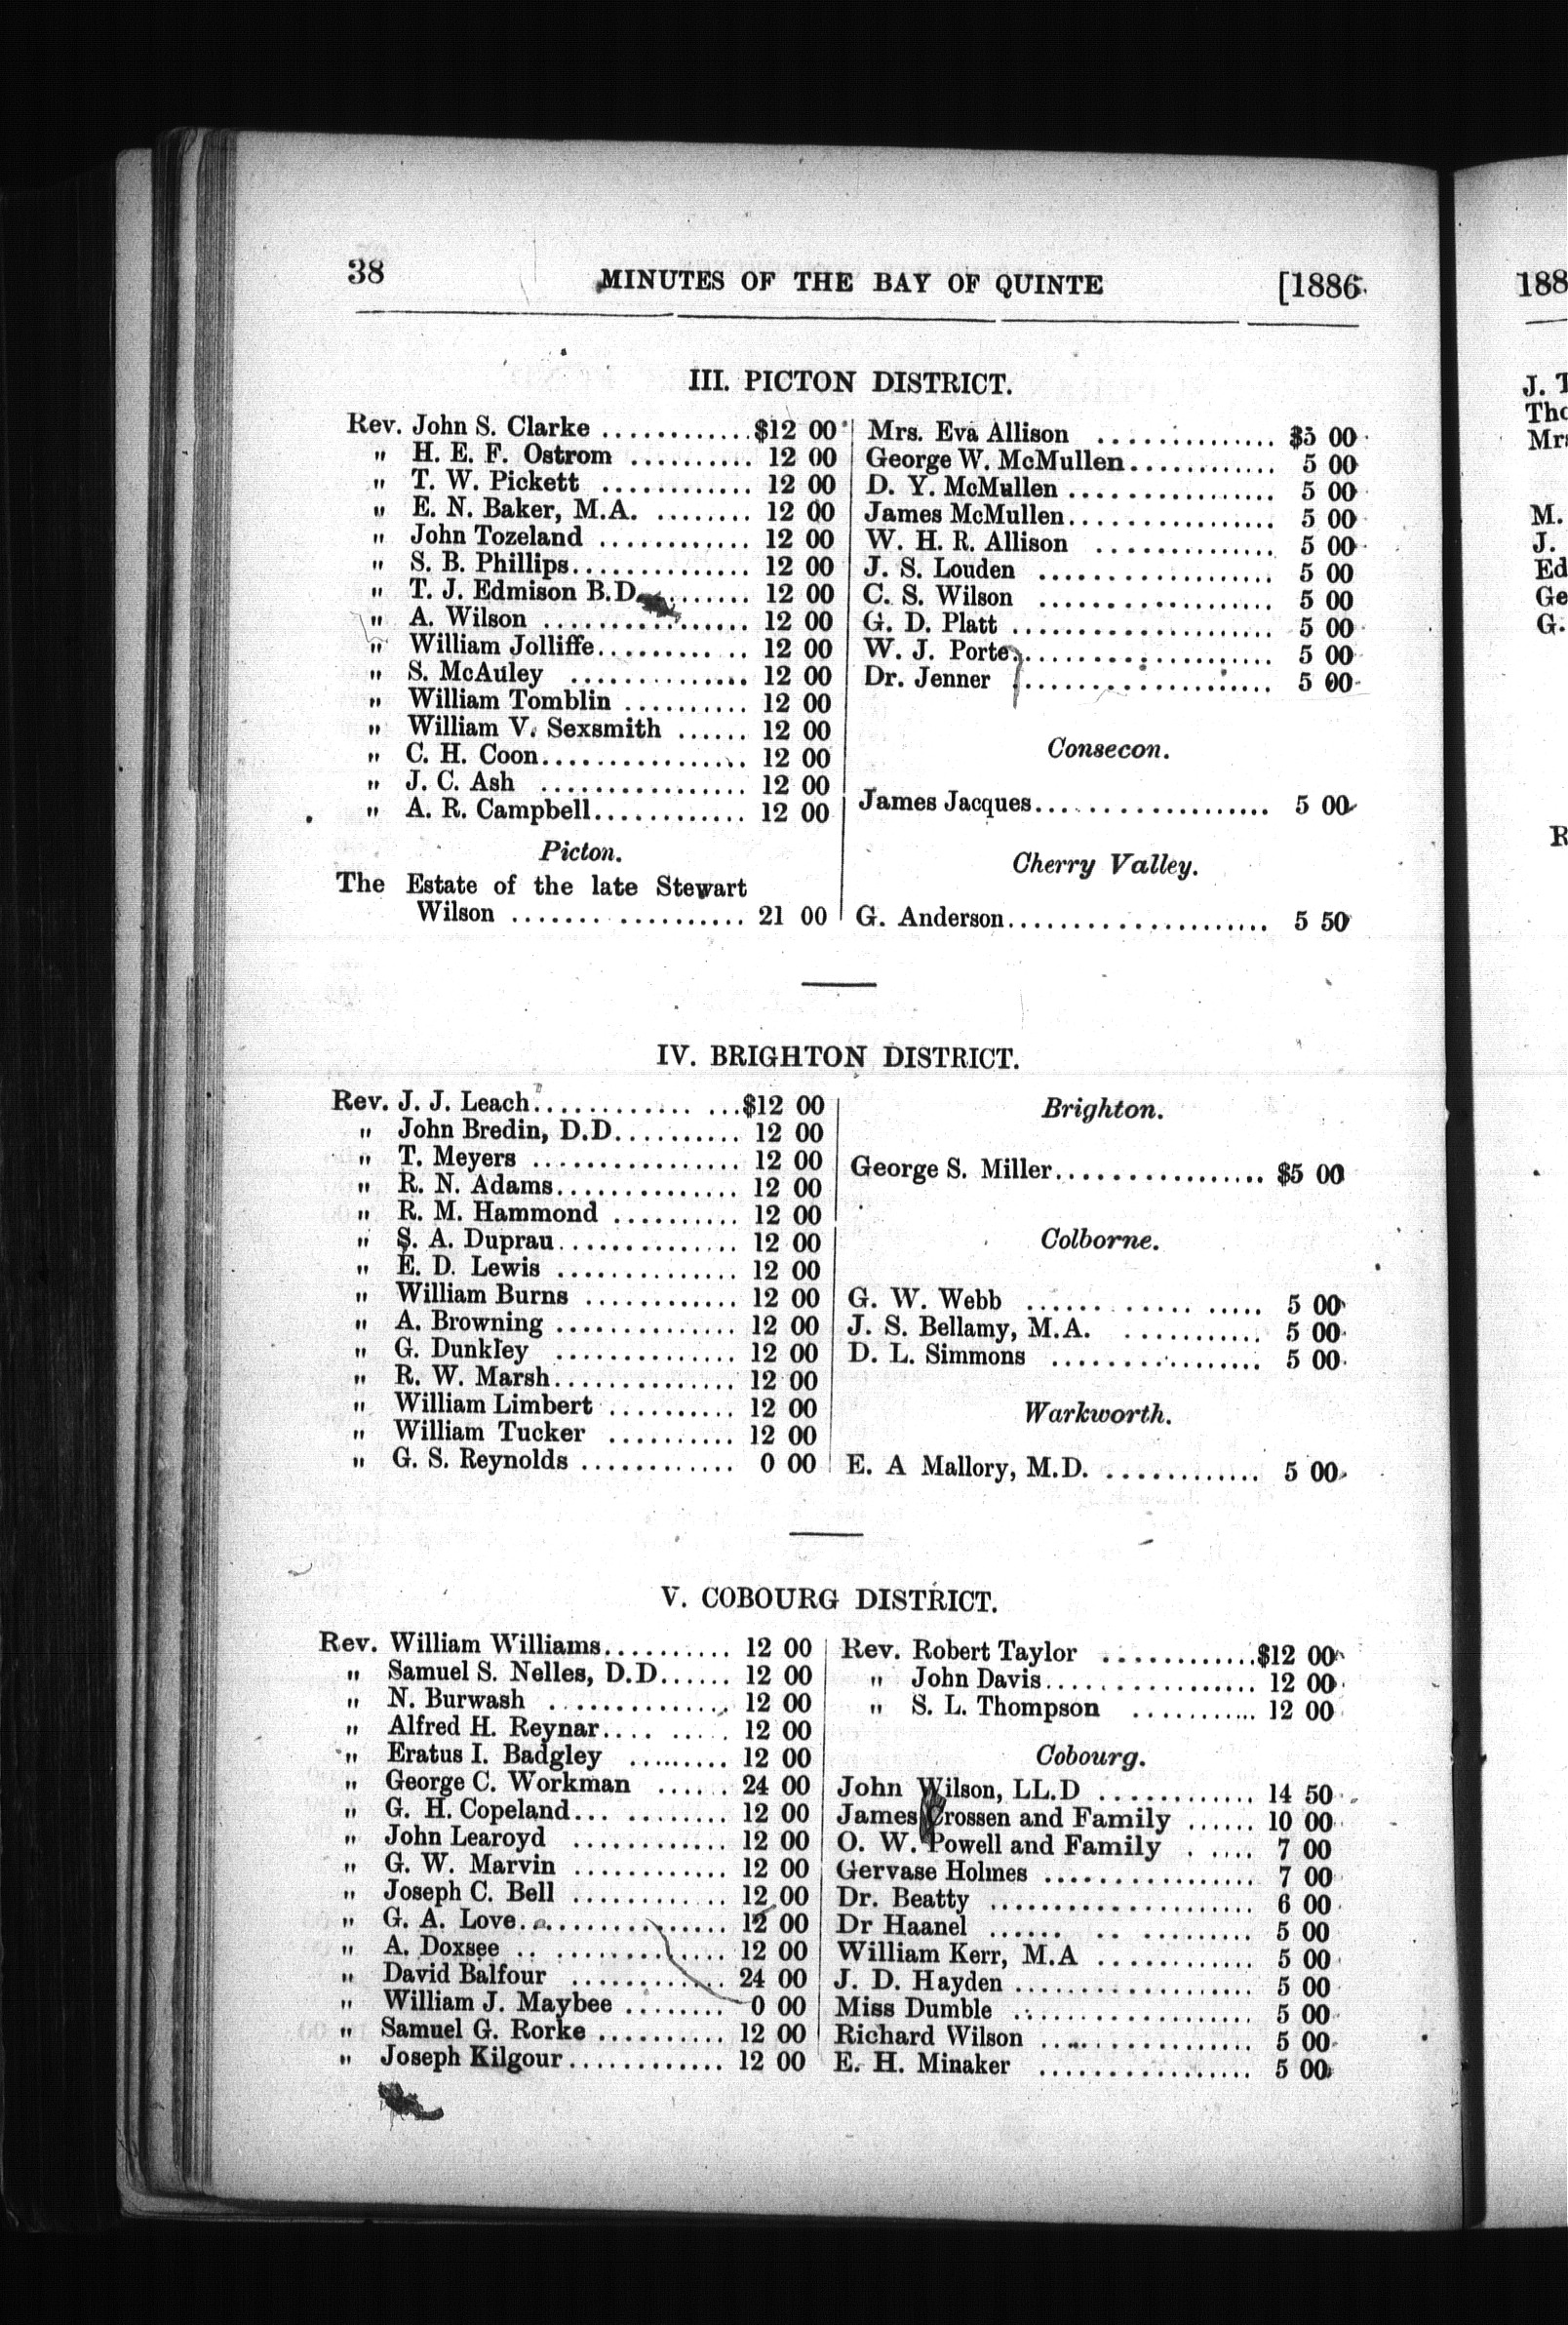 38 MINUTES OF THE BAY OF QUINTE [1886.
III. PICTON DISTRICT.
Rev. John S. Clarke ............ $12 00
" H. E. F. Ostrom .......... 12 00
" T. W. Pickett ............ 12 00
" E. N. Baker, M.A. ........ 12 00
" John Tozeland ............ 12 00
" S. B. Phillips.............. 12 00
" T. J. Edmison B.D. ....... 12 00
" A. Wilson ................ 12 00
" William Jolliffe............ 12 00
" S. McAuley .............. 12 00
" William Tomblin .......... 12 00
" William V. Sexsmith ...... 12 00
" C. H. Coon................ 12 00
" J. C. Ash ................ 12 00
" A. R. Campbell............ 12 00
Picton.
The Estate of the late Stewart
Wilson .................. 21 00
Mrs. Eva Allison .............. $5 00
George W. McMullen............ 5 00
D. Y. McMullen ................ 5 00
James McMullen................ 5 00
W. H. R. Allison .............. 5 00
J. S. Louden .................. 5 00
C. S. Wilson .................. 5 00
G. D. Platt .................... 5 00
W. J. Porte.................... 5 00
Dr. Jenner .................... 5 00
Consecon.
James Jacques.................. 5 00
Cherry Valley.
G. Anderson.................... 5 50
IV. BRIGHTON DISTRICT.
Rev. J. J. Leach............... $12 00
" John Bredin, D.D.......... 12 00
" T. Meyers ................ 12 00
" R. N. Adams.............. 12 00
" R. M. Hammond .......... 12 00
" S. A. Duprau.............. 12 00
" E. D. Lewis .............. 12 00
" William Burns ............ 12 00
" A. Browning .............. 12 00
" G. Dunkley .............. 12 00
" R. W. Marsh.............. 12 00
" William Limbert .......... 12 00
" William Tucker .......... 12 00
" G. S. Reynolds ............ 0 00
Brighton.
George S. Miller................ $5 00
Colborne.
G. W. Webb .................. 5 00
J. S. Bellamy, M.A. ........... 5 00
D. L. Simmons ................ 5 00
Warkworth.
E. A Mallory, M.D. ............ 5 00
V. COBOURG DISTRICT.
Rev. William Williams.......... 12 00
" Samuel S. Nelles, D.D...... 12 00
" N. Burwash .............. 12 00
" Alfred H. Reynar.... ..... 12 00
" Eratus I. Badgley ........ 12 00
" George C. Workman ...... 24 00
" G. H. Copeland... ........ 12 00
" John Learoyd ............ 12 00
" G. W. Marvin ............ 12 00
" Joseph C. Bell ............ 12 00
" G. A. Love................ 12 00
" A. Doxsee .. ............. 12 00
" David Balfour ............ 24 00
" William J. Maybee ........ 0 00
" Samuel G. Rorke .......... 12 00
" Joseph Kilgour............ 12 00
Rev. Robert Taylor ............ $12 00
" John Davis................ 12 00
" S. L. Thompson ........... 12 00
Cobourg.
John Wilson, LL.D ............ 14 50
James Crossen and Family ...... 10 00
O. W. Powell and Family . .... 7 00
Gervase Holmes ................ 7 00
Dr. Beatty .................... 6 00
Dr Haanel ...... .. .......... 5 00
William Kerr, M.A ............ 5 00
J. D. Hayden .................. 5 00
Miss Dumble .................. 5 00
Richard Wilson ................ 5 00
E. H. Minaker ................ 5 00
188
J. T
Tho
Mrs
M.
J.
Ed
Ge
G.
R